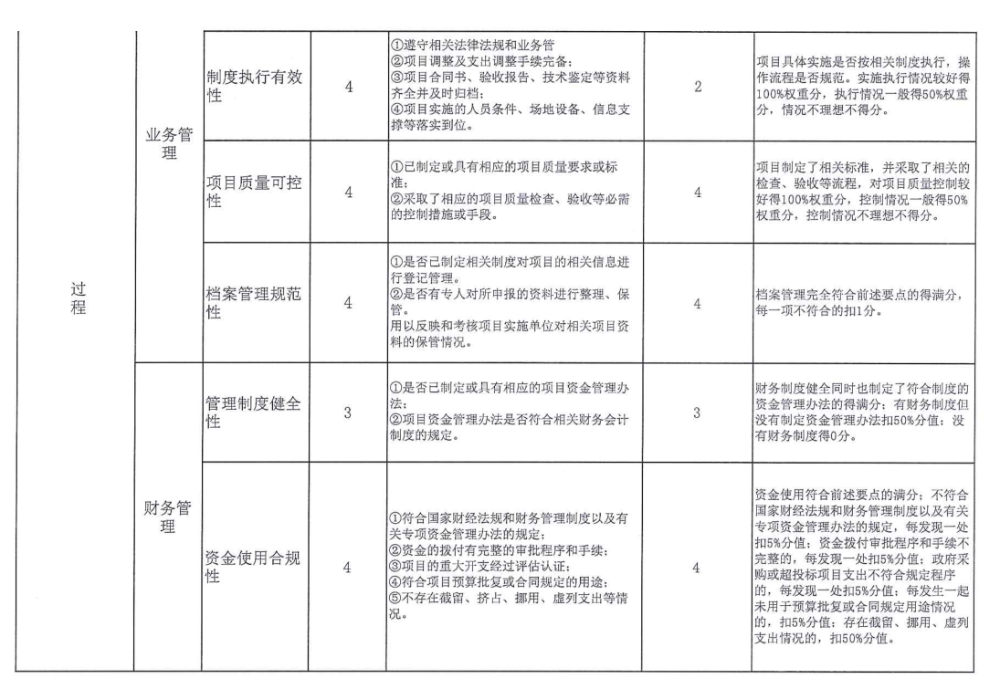 过
程
业务管
理
制度执行有效
性
4
①遵守相关法律法规和业务管
②项目调整及支出调整手续完备；
③项目合同书、验收报告、技术鉴定等资料
齐全并及时归档；
④项目实施的人员条件、场地设备、信息支
撑等落实到位。
2
项目具体实施是否按相关制度执行，操
作流程是否规范。实施执行情况较好得
100%权重分，执行情况一般得50%权重
分，情况不理想不得分。
项目质量可控
性
4
①已制定或具有相应的项目质量要求或标
准；
②采取了相应的项目质量检查、验收等必需
的控制措施或手段。
4
项目制定了相关标准，并采取了相关的
检查、验收等流程，对项目质量控制较
好得100%权重分，控制情况一般得50%
权重分，控制情况不理想不得分。
档案管理规范
性
4
①是否已制定相关制度对项目的相关信息进
行登记管理。
②是否有专人对所申报的资料进行整理、保
管。
用以反映和考核项目实施单位对相关项目资
料的保管情况。
4
档案管理完全符合前述要点的得满分，
每一项不符合的扣1分。
财务管
理
管理制度健全
性
3
①是否已制定或具有相应的项目资金管理办
法；
②项目资金管理办法是否符合相关财务会计
制度的规定。
3
财务制度健全同时也制定了符合制度的
资金管理办法的得满分；有财务制度但
没有制定资金管理办法扣50%分值；没
有财务制度得0分。
资金使用合规
性
4
①符合国家财经法规和财务管理制度以及有
关专项资金管理办法的规定；
②资金的拨付有完整的审批程序和手续；
③项目的重大开支经过评估认证；
④符合项目预算批复或合同规定的用途；
⑤不存在截留、挤占、挪用、虚列支出等情
况。
4
资金使用符合前述要点的满分；不符合
国家财经法规和财务管理制度以及有关
专项资金管理办法的规定，每发现一处
扣5%分值；资金拨付审批程序和手续不
完整的，每发现一处扣5%分值；政府采
购或超投标项目支出不符合规定程序
的，每发现一处扣5%分值；每发生一起
未用于预算批复或合同规定用途情况
的，扣5%分值；存在截留、挪用、虚列
支出情况的，扣50%分值。